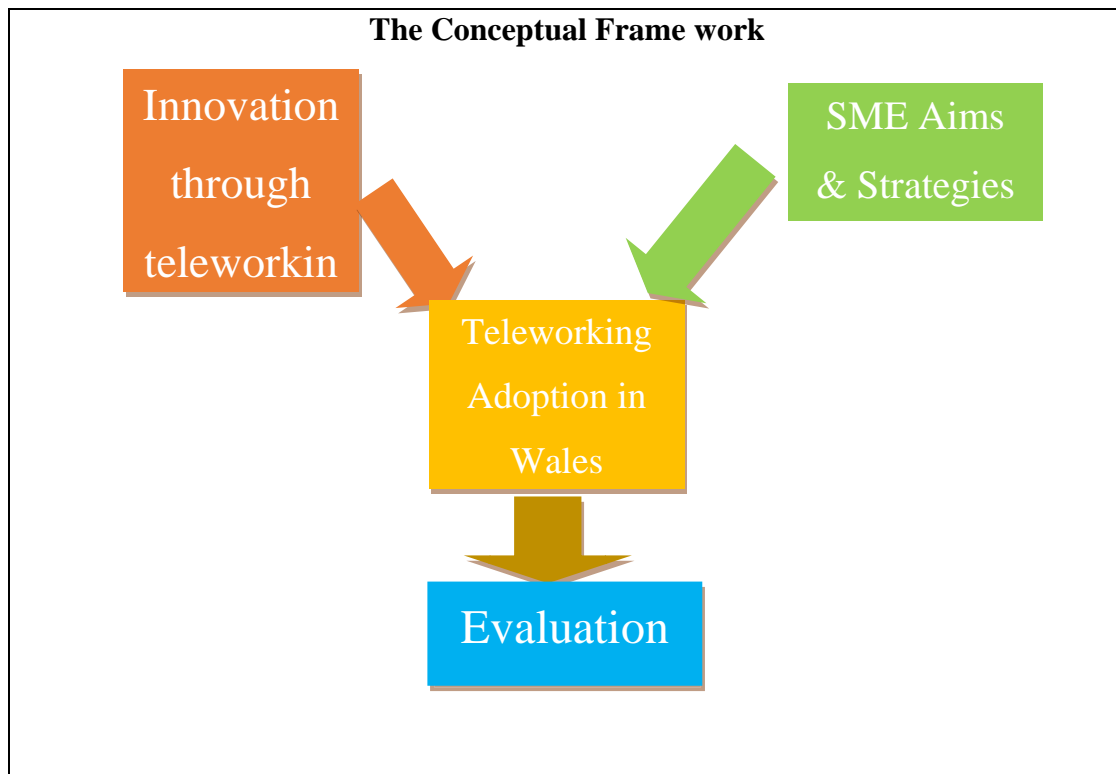 The Conceptual Frame work
Innovation
through
teleworkin
SME Aims
& Strategies
Teleworking
Adoption in
Wales
Evaluation